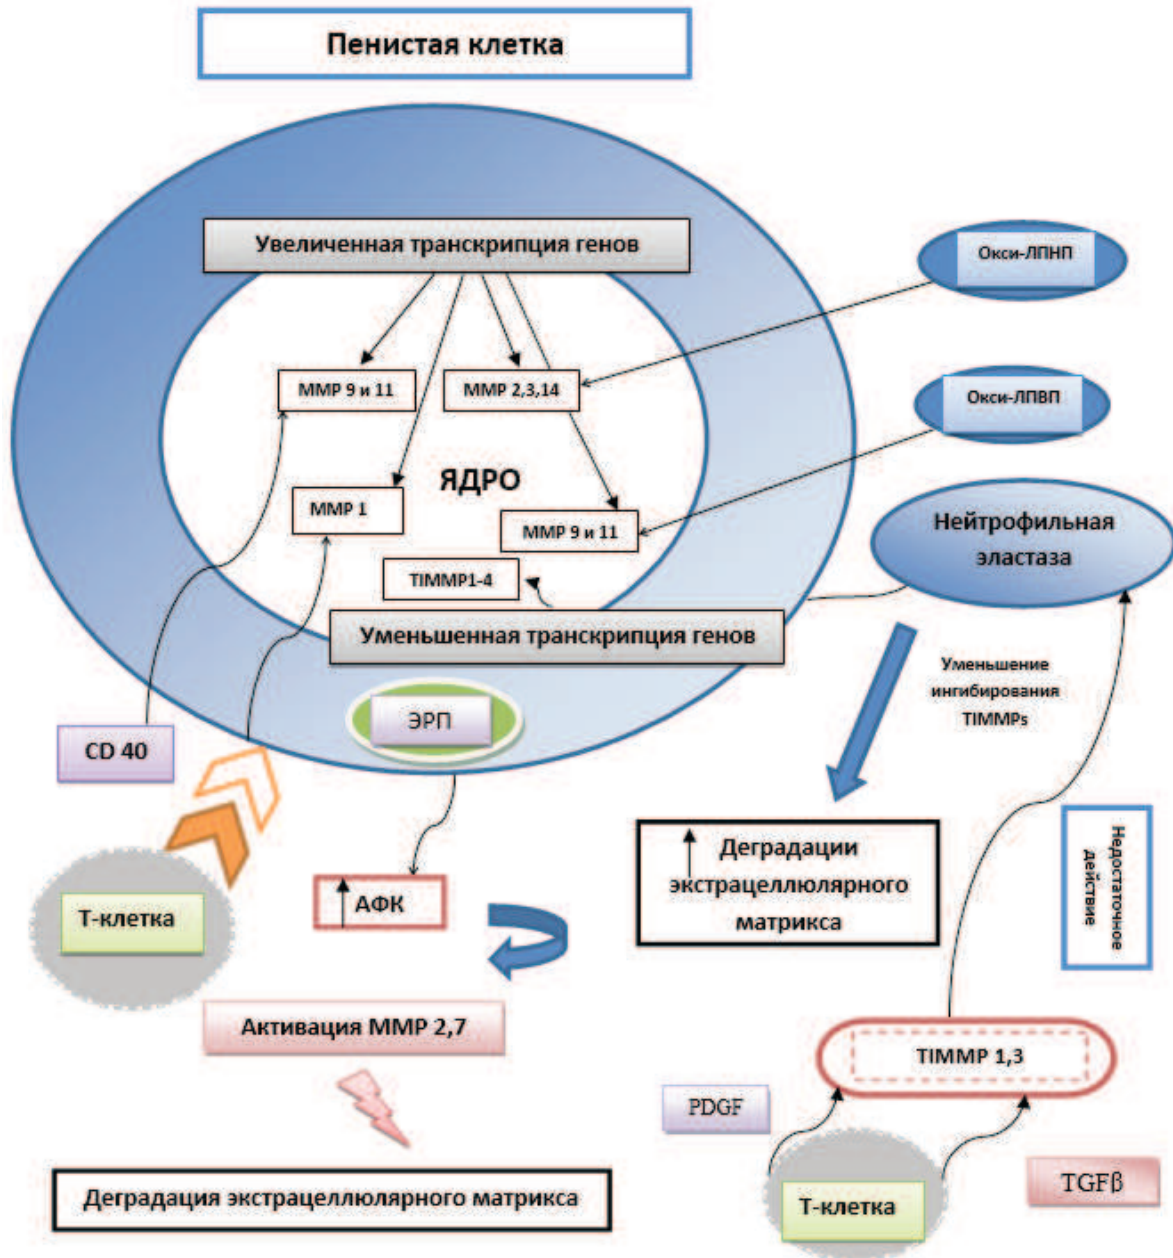 Пенистая клетка
Увеличенная транскрипция генов
Окси-ЛПНП
ММР 9 и 11
ММР 2,3,14
Окси-ЛПВП
ЯДРО
ММР 1
ММР 9 и 11
Нейтрофильная
эластаза
TIMMP1-4
Уменьшенная транскрипция генов
Уменьшение
ингибирования
TIMMPs
ЭРП
CD 40
Деградации
экстрацеллюлярного
матрикса
Недостаточное
действие
АФК
Т-клетка
Активация ММР 2,7
TIMMP 1,3
PDGF
Деградация экстрацеллюлярного матрикса
Т-клетка
TGFβ